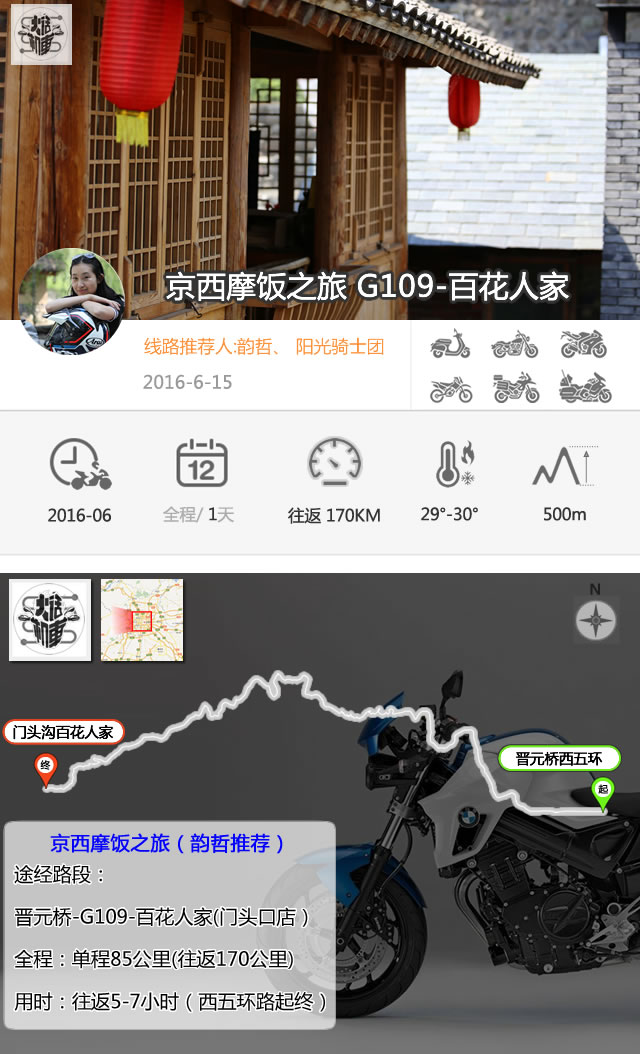 京西摩饭之旅 G109-百花人家
线路推荐人:韵哲、 阳光骑士团
2016-6-15
12
2016-06
全程/ 1天
往返 170KM
29°-30°
500m
N
门头沟百花人家
终
晋元桥西五环
起
京西摩饭之旅（韵哲推荐）
途经路段：
晋元桥-G109-百花人家(门头口店）
全程：单程85公里(往返170公里)
用时：往返5-7小时（西五环路起终）